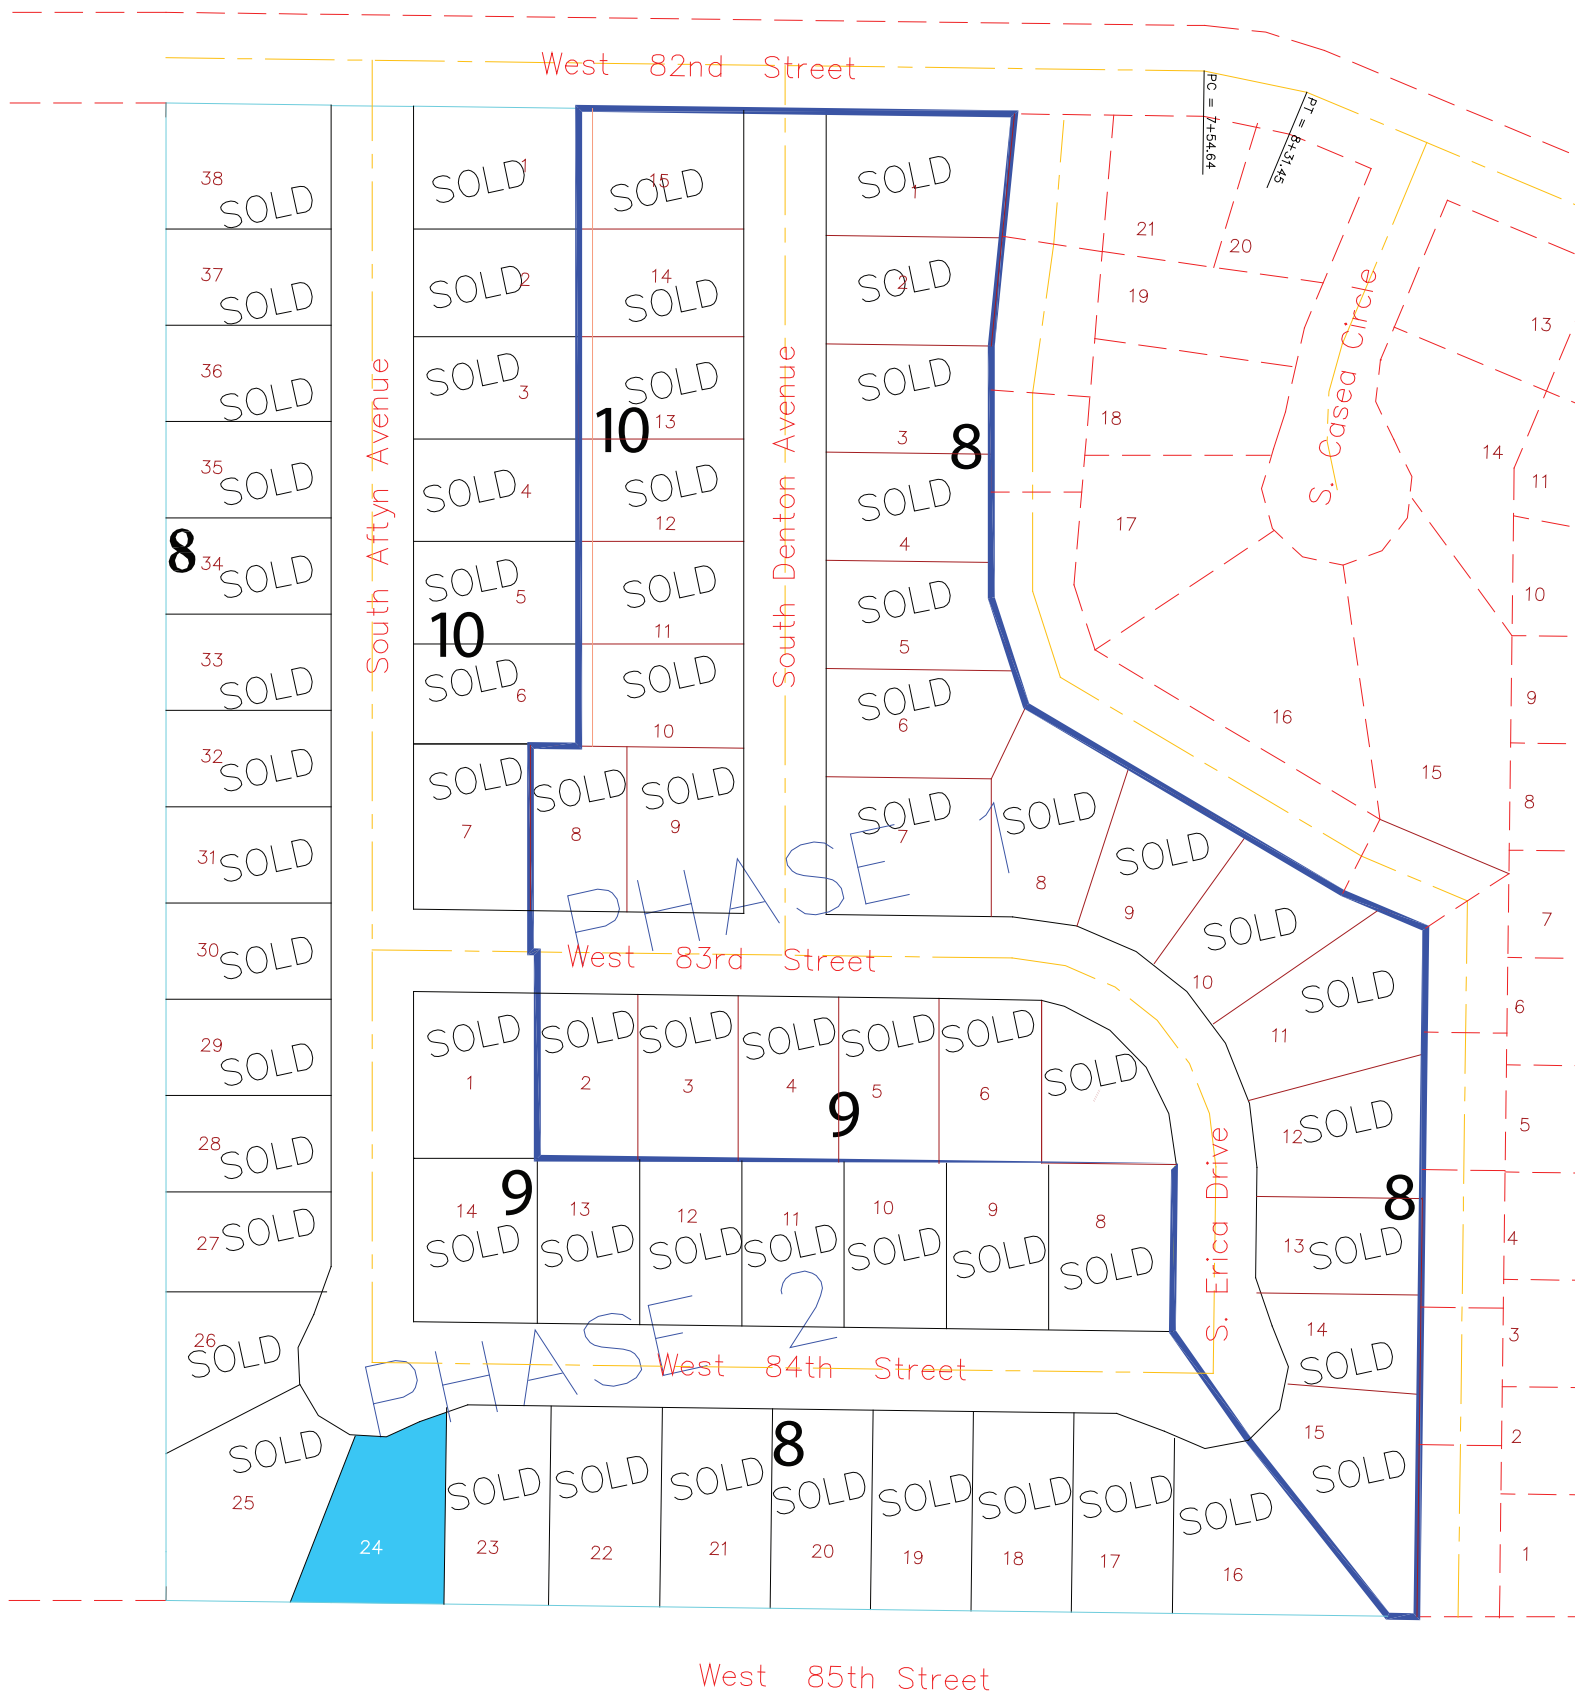 West 82nd Street
PC = 7+54.64
PT = 8+31.45
38
SOLD
37
SOLD
36
SOLD
35
SOLD
8
34
SOLD
33
SOLD
32
SOLD
31
SOLD
30
SOLD
29
SOLD
28
SOLD
27
SOLD
26
SOLD
25
SOLD
South Aftyn Avenue
1
SOLD
2
SOLD
3
SOLD
4
SOLD
5
SOLD
10
6
SOLD
7
SOLD
15
SOLD
14
SOLD
13
SOLD
10
12
SOLD
11
SOLD
10
SOLD
8
SOLD
9
SOLD
South Denton Avenue
1
SOLD
2
SOLD
3
SOLD
8
4
SOLD
5
SOLD
6
SOLD
7
SOLD
8
SOLD
9
SOLD
10
SOLD
11
SOLD
12
SOLD
8
13
SOLD
14
SOLD
15
SOLD
PHASE 1
West 83rd Street
1
SOLD
2
SOLD
3
SOLD
4
SOLD
9
5
SOLD
6
SOLD
SOLD
S. Erica Drive
14
SOLD
9
13
SOLD
12
SOLD
11
SOLD
10
SOLD
9
SOLD
8
SOLD
PHASE 2
West 84th Street
24
23
SOLD
22
SOLD
21
SOLD
8
20
SOLD
19
SOLD
18
SOLD
17
SOLD
16
SOLD
21
20
19
18
17
16
15
14
13
S. Casea Circle
11
10
9
8
7
6
5
4
3
2
1
West 85th Street